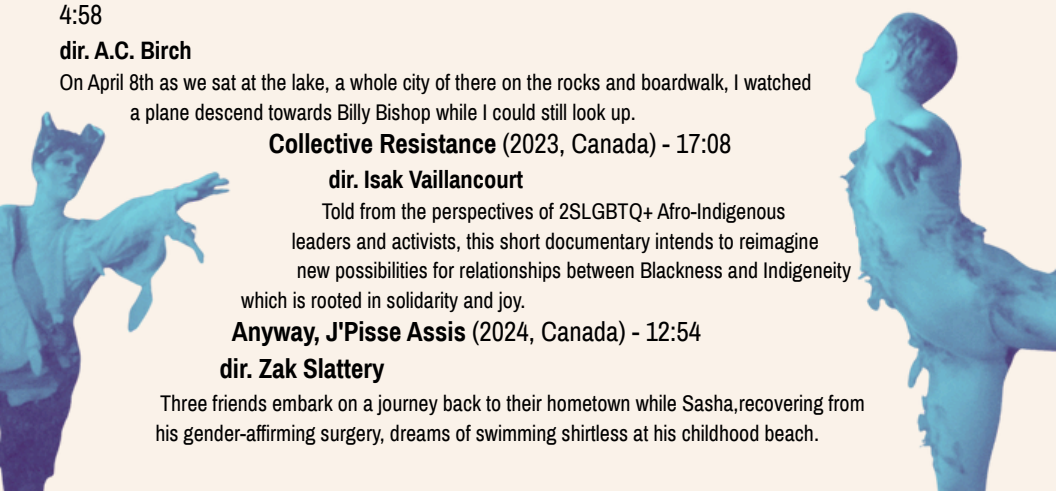 4:58
dir. A.C. Birch
On April 8th as we sat at the lake, a whole city of there on the rocks and boardwalk, I watched
a plane descend towards Billy Bishop while I could still look up.
Collective Resistance (2023, Canada) - 17:08
dir. Isak Vaillancourt
Told from the perspectives of 2SLGBTQ+ Afro-Indigenous
leaders and activists, this short documentary intends to reimagine
new possibilities for relationships between Blackness and Indigeneity
which is rooted in solidarity and joy.
Anyway, J'Pisse Assis (2024, Canada) - 12:54
dir. Zak Slattery
Three friends embark on a journey back to their hometown while Sasha,recovering from
his gender-affirming surgery, dreams of swimming shirtless at his childhood beach.